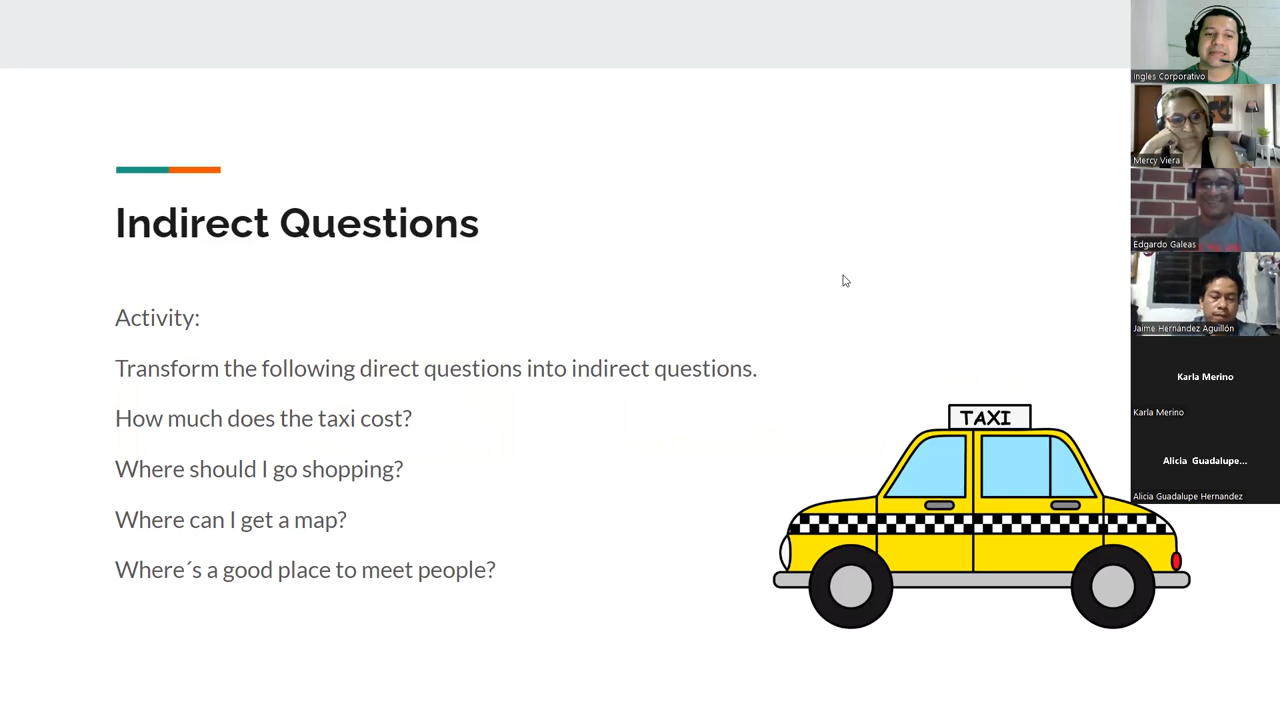 Indirect Questions
Activity:
Transform the following direct questions into indirect questions.
How much does the taxi cost?
Where should I go shopping?
Where can I get a map?
Where´s a good place to meet people?
TAXI
Ingles Corporativo
Mercy Viera
Edgardo Galeas
Jaime Hernández Aguillón
Karla Merino
Karla Merino
Alicia Guadalupe...
Alicia Guadalupe Hernandez